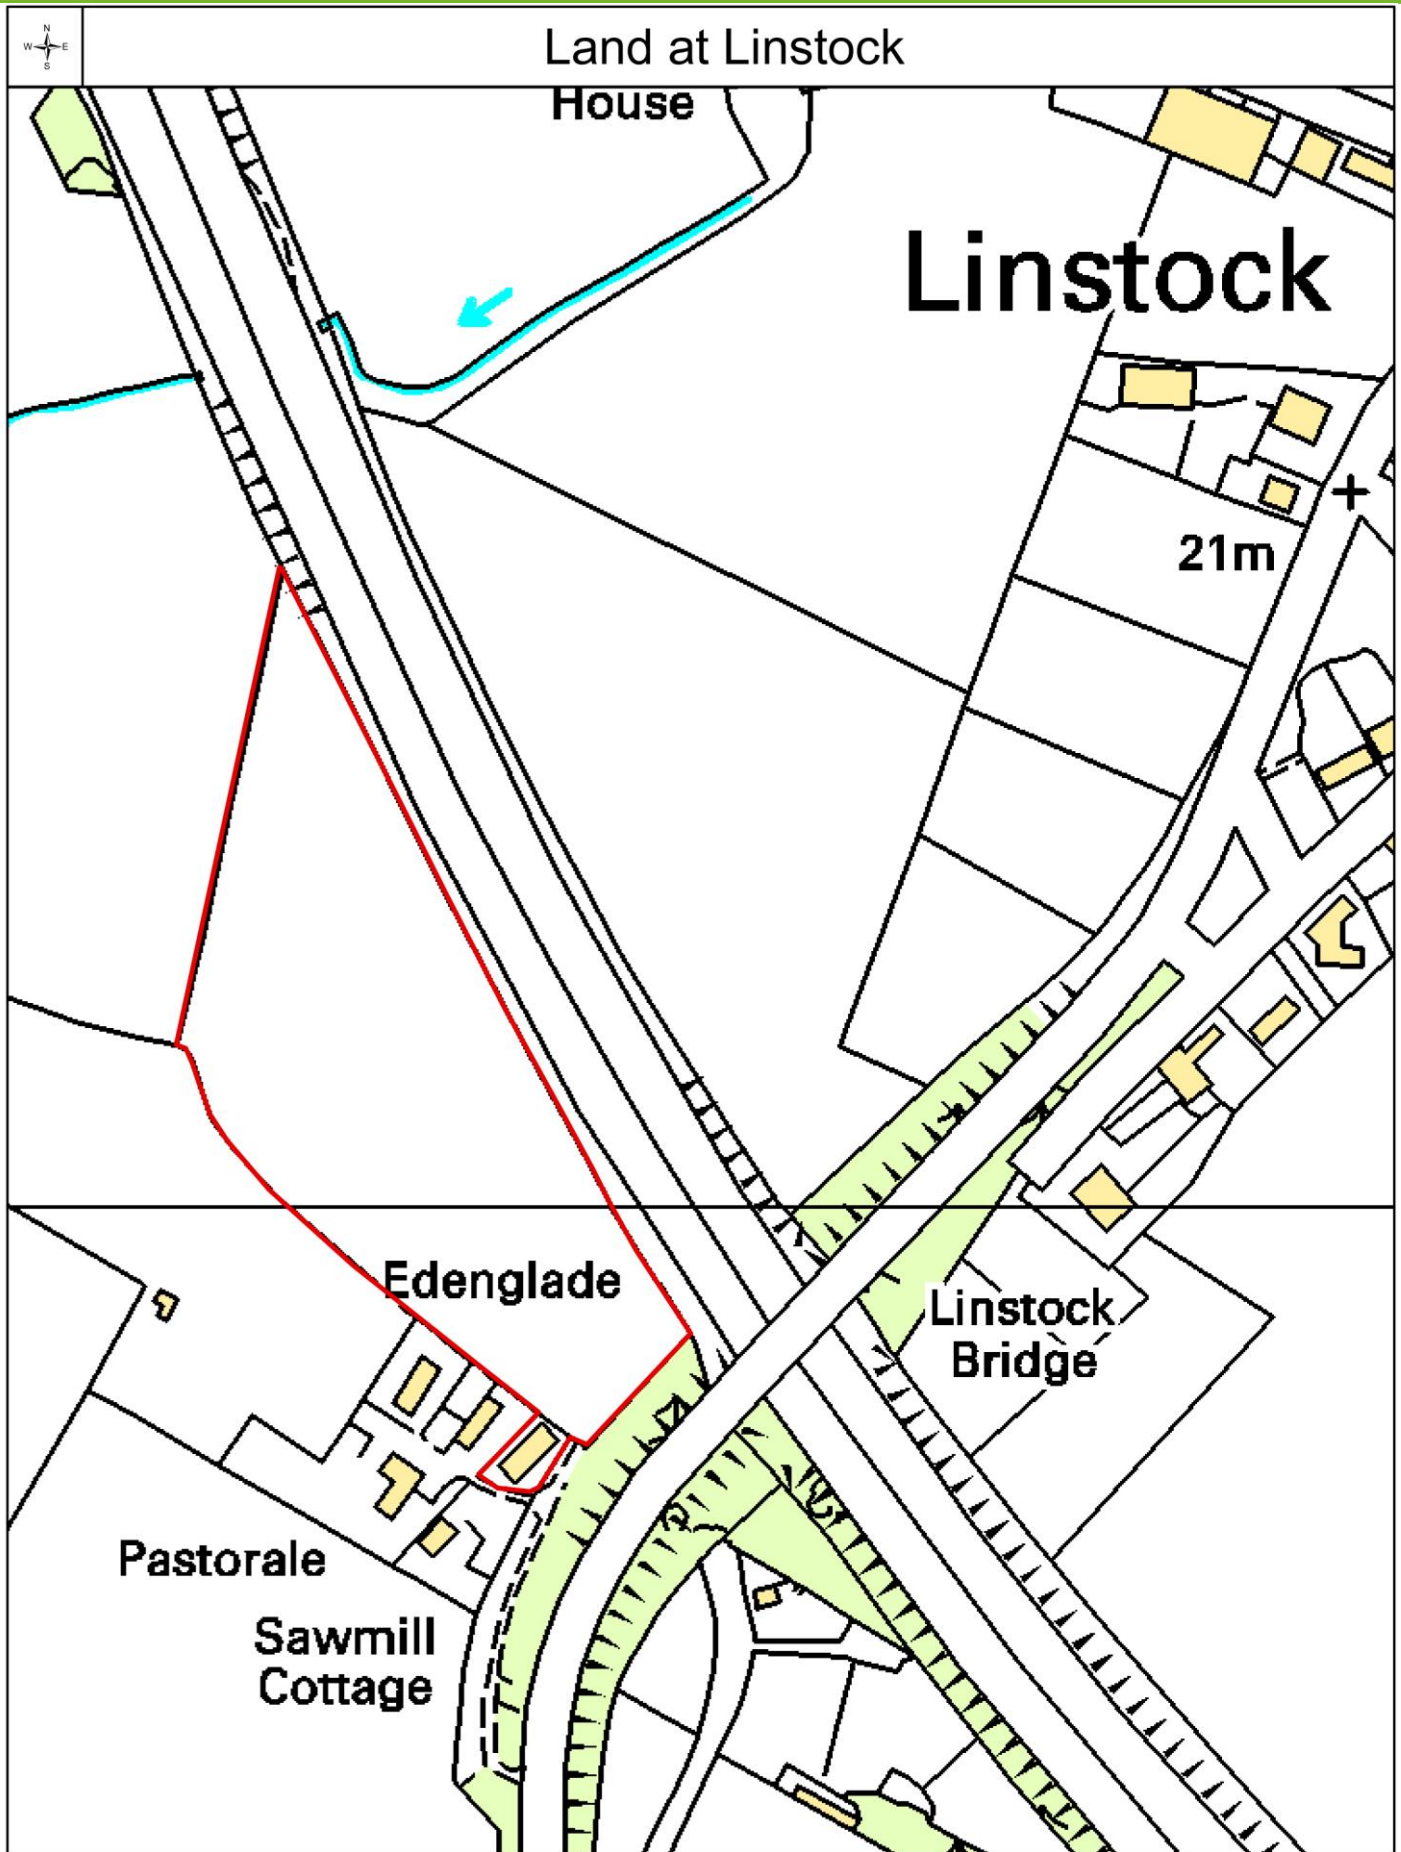 N
W E
S
Land at Linstock
House
Linstock
21m
Edenglade
Linstock
Bridge
Pastorale
Sawmill
Cottage